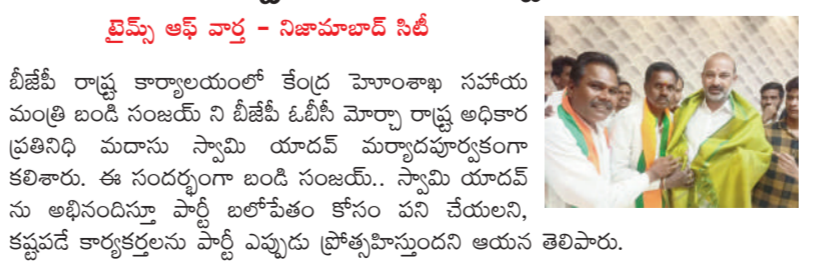 టైమ్స్ ఆఫ్ వార్త - నిజామాబాద్ సిటీ
బీజేపీ రాష్ట్ర కార్యాలయంలో కేంద్ర హెూంశాఖ సహాయ
మంత్రి బండి సంజయ్ ని బీజేపీ ఓబీసీ మోర్చా రాష్ట్ర అధికార
ప్రతినిధి మదాసు స్వామి యాదవ్ మర్యాదపూర్వకంగా
కలిశారు. ఈ సందర్భంగా బండి సంజయ్.. స్వామి యాదవ్
ను అభినందిస్తూ పార్టీ బలోపేతం కోసం పని చేయలని,
కష్టపడే కార్యకర్తలను పార్టీ ఎప్పుడు ప్రోత్సహిస్తుందని ఆయన తెలిపారు.